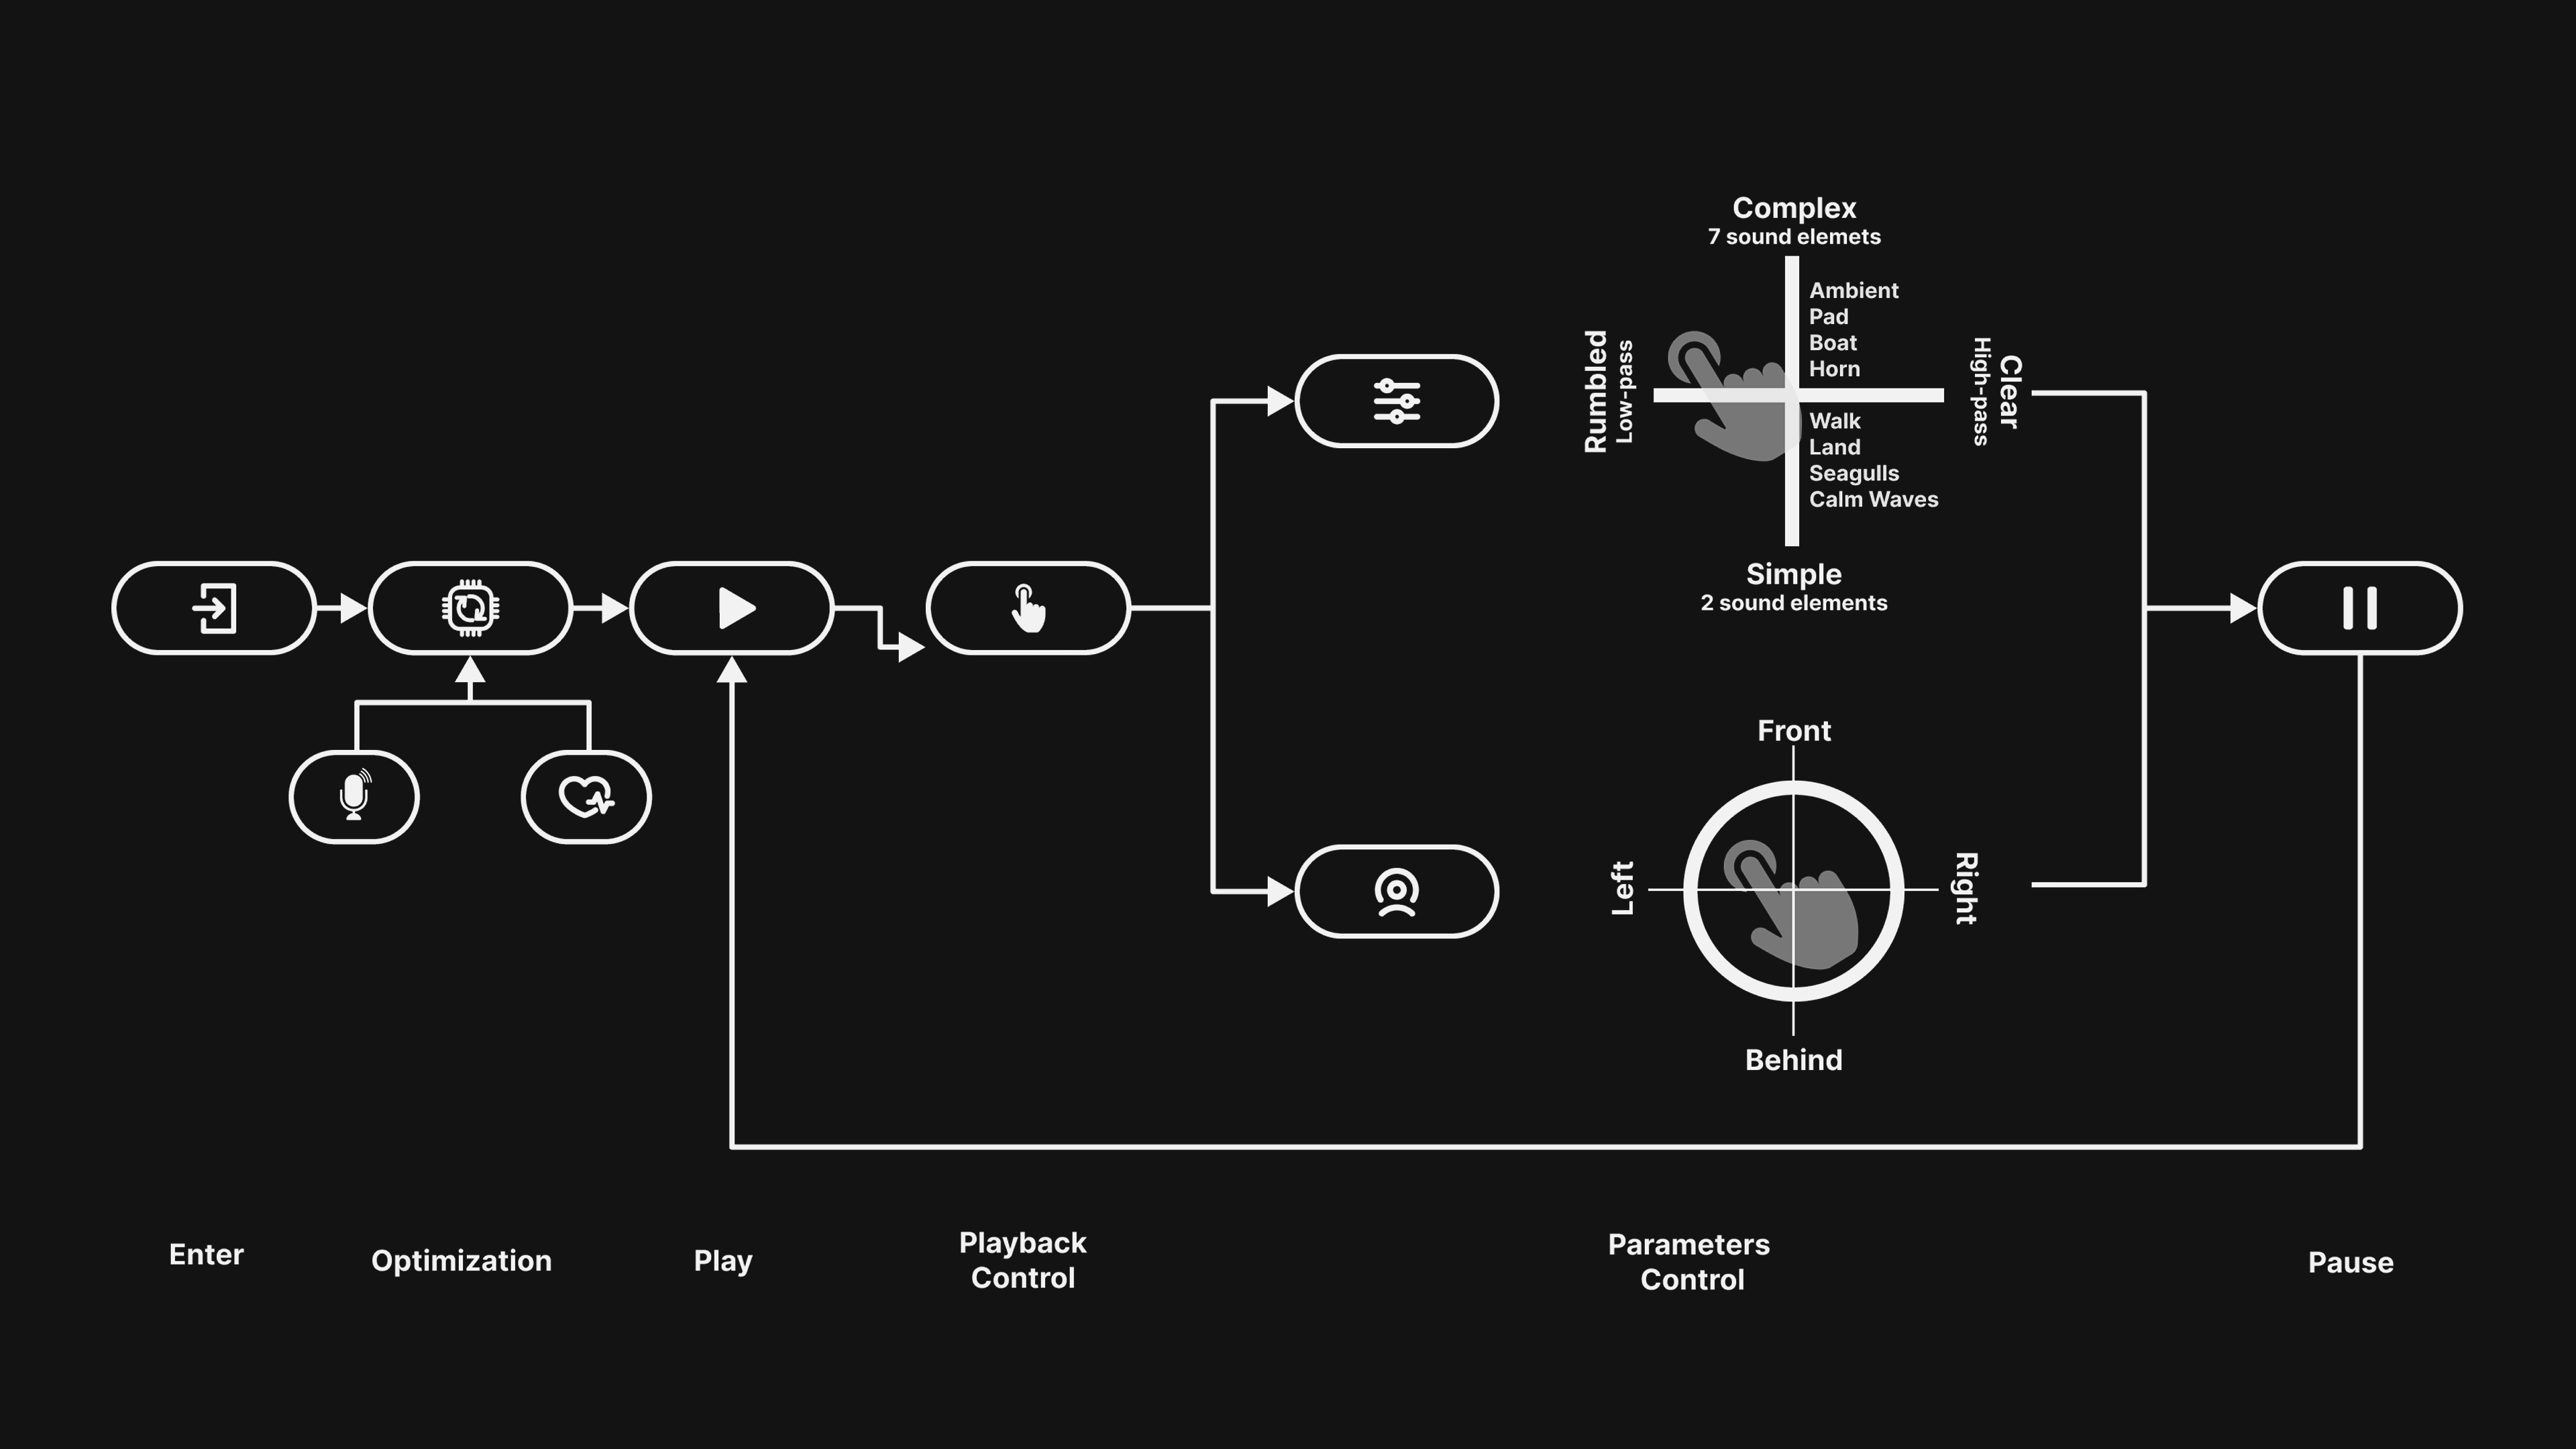 Complex
7 sound elemets
Ambient
Pad
Boat
Horn
Rumbled
Low-pass
Clear
High-pass
Walk
Land
Seagulls
Calm Waves
Simple
2 sound elements
Front
Left
Right
Behind
Enter
Optimization
Play
Playback
Control
Parameters
Control
Pause